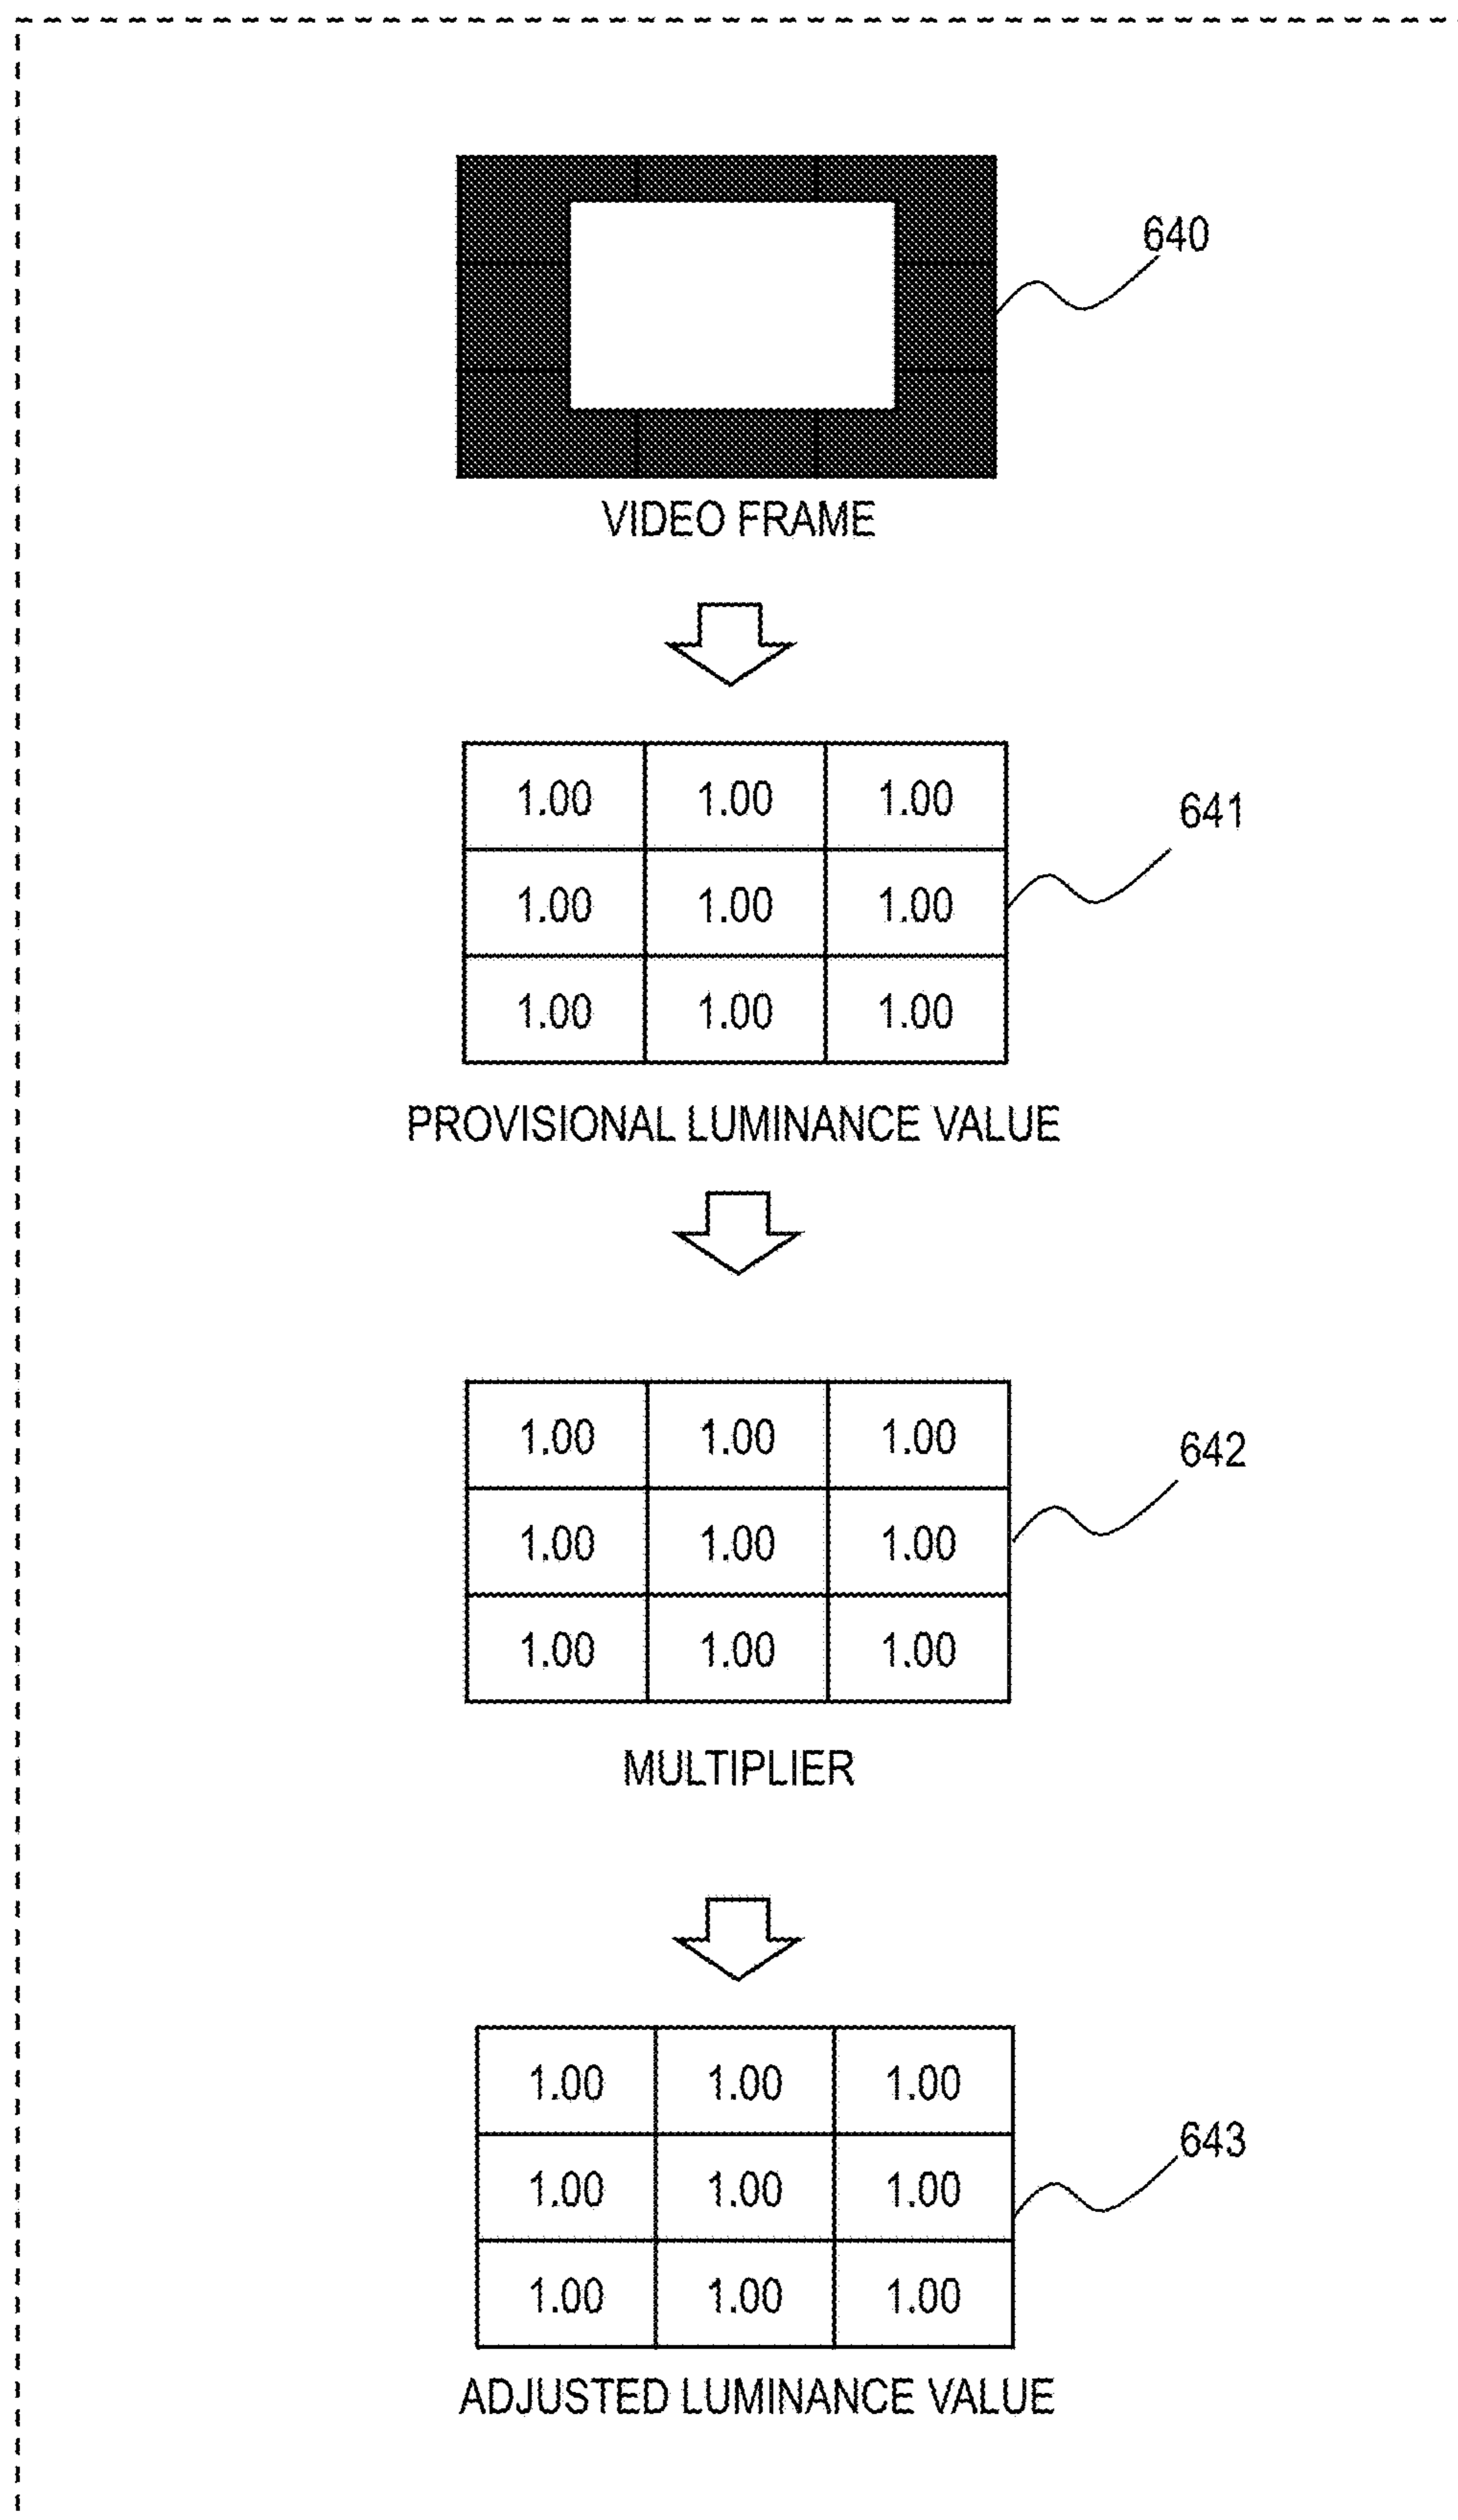 640
VIDEO FRAME
1.00 1.00 1.00
641
1.00 1.00 1.00
1.00 1.00 1.00
PROVISIONAL LUMINANCE VALUE
1.00 1.00 1.00
642
1.00 1.00 1.00
1.00 1.00 1.00
MULTIPLIER
1.00 1.00 1.00
643
1.00 1.00 1.00
1.00 1.00 1.00
ADJUSTED LUMINANCE VALUE